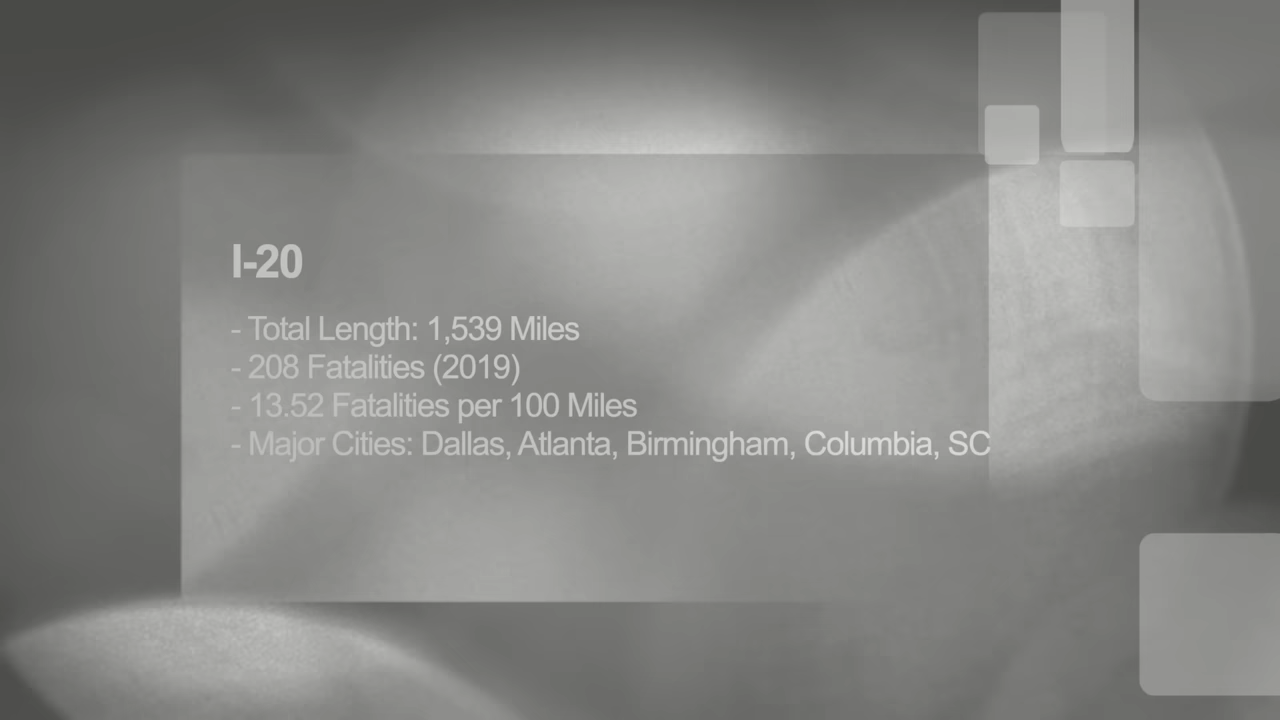 I-20
- Total Length: 1,539 Miles
- 208 Fatalities (2019)
- 13.52 Fatalities per 100 Miles
- Major Cities: Dallas, Atlanta, Birmingham, Columbia, SC